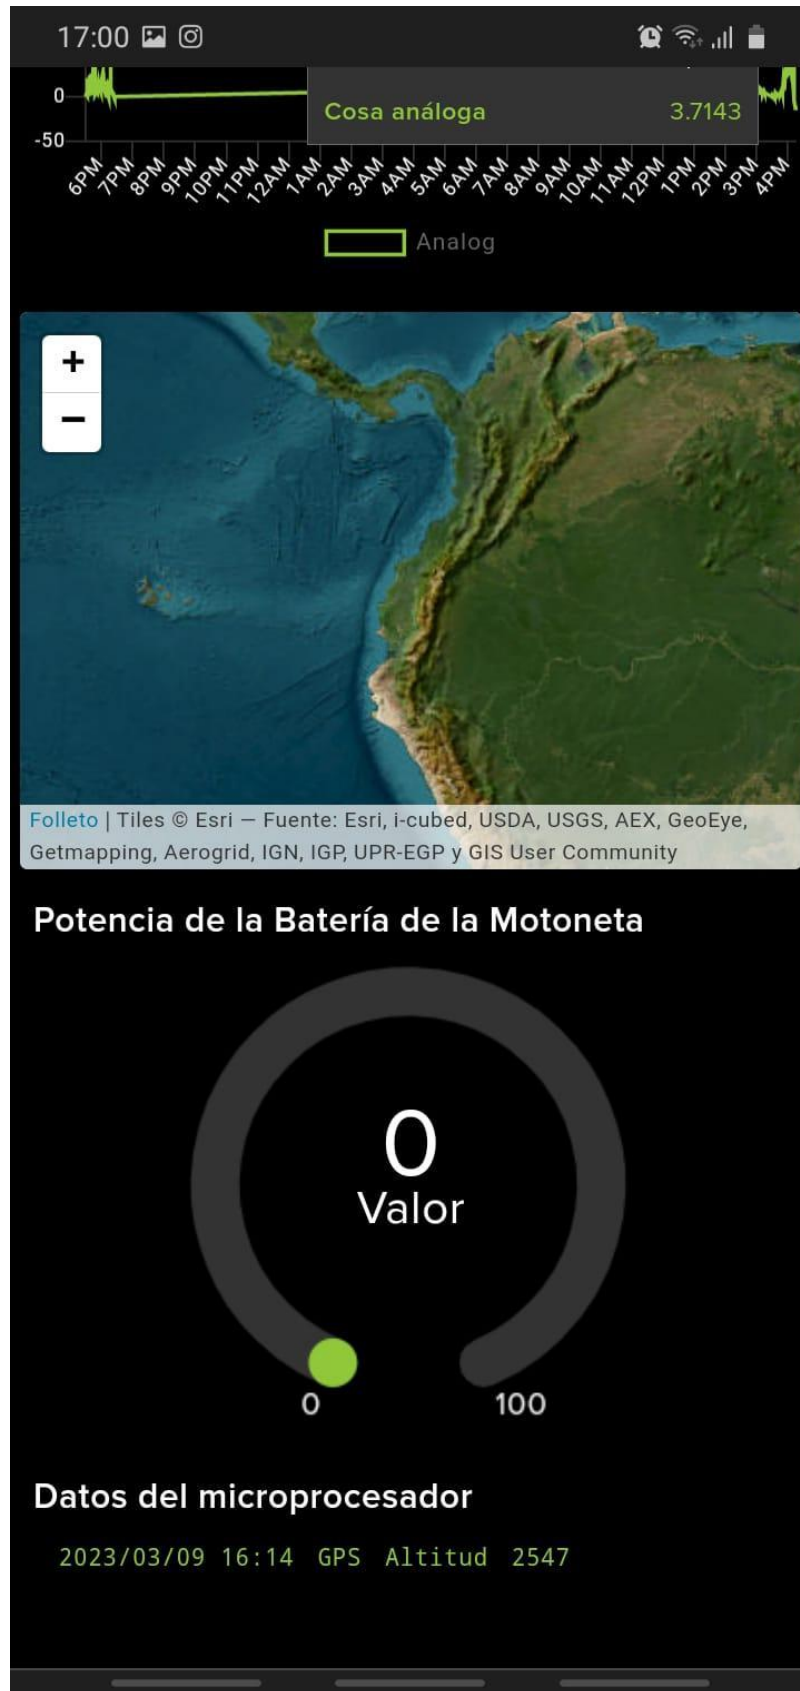 17:00
0
Cosa análoga 3.7143
-50
6PM 7PM 8PM 9PM 10PM 11PM 12AM 1AM 2AM 3AM 4AM 5AM 6AM 7AM 8AM 9AM 10AM 11AM 12PM 1PM 2PM 3PM 4PM
Analog
+
−
Folleto | Tiles © Esri — Fuente: Esri, i-cubed, USDA, USGS, AEX, GeoEye,
Getmapping, Aerogrid, IGN, IGP, UPR-EGP y GIS User Community
Potencia de la Batería de la Motoneta
0
Valor
0 100
Datos del microprocesador
2023/03/09 16:14 GPS Altitud 2547